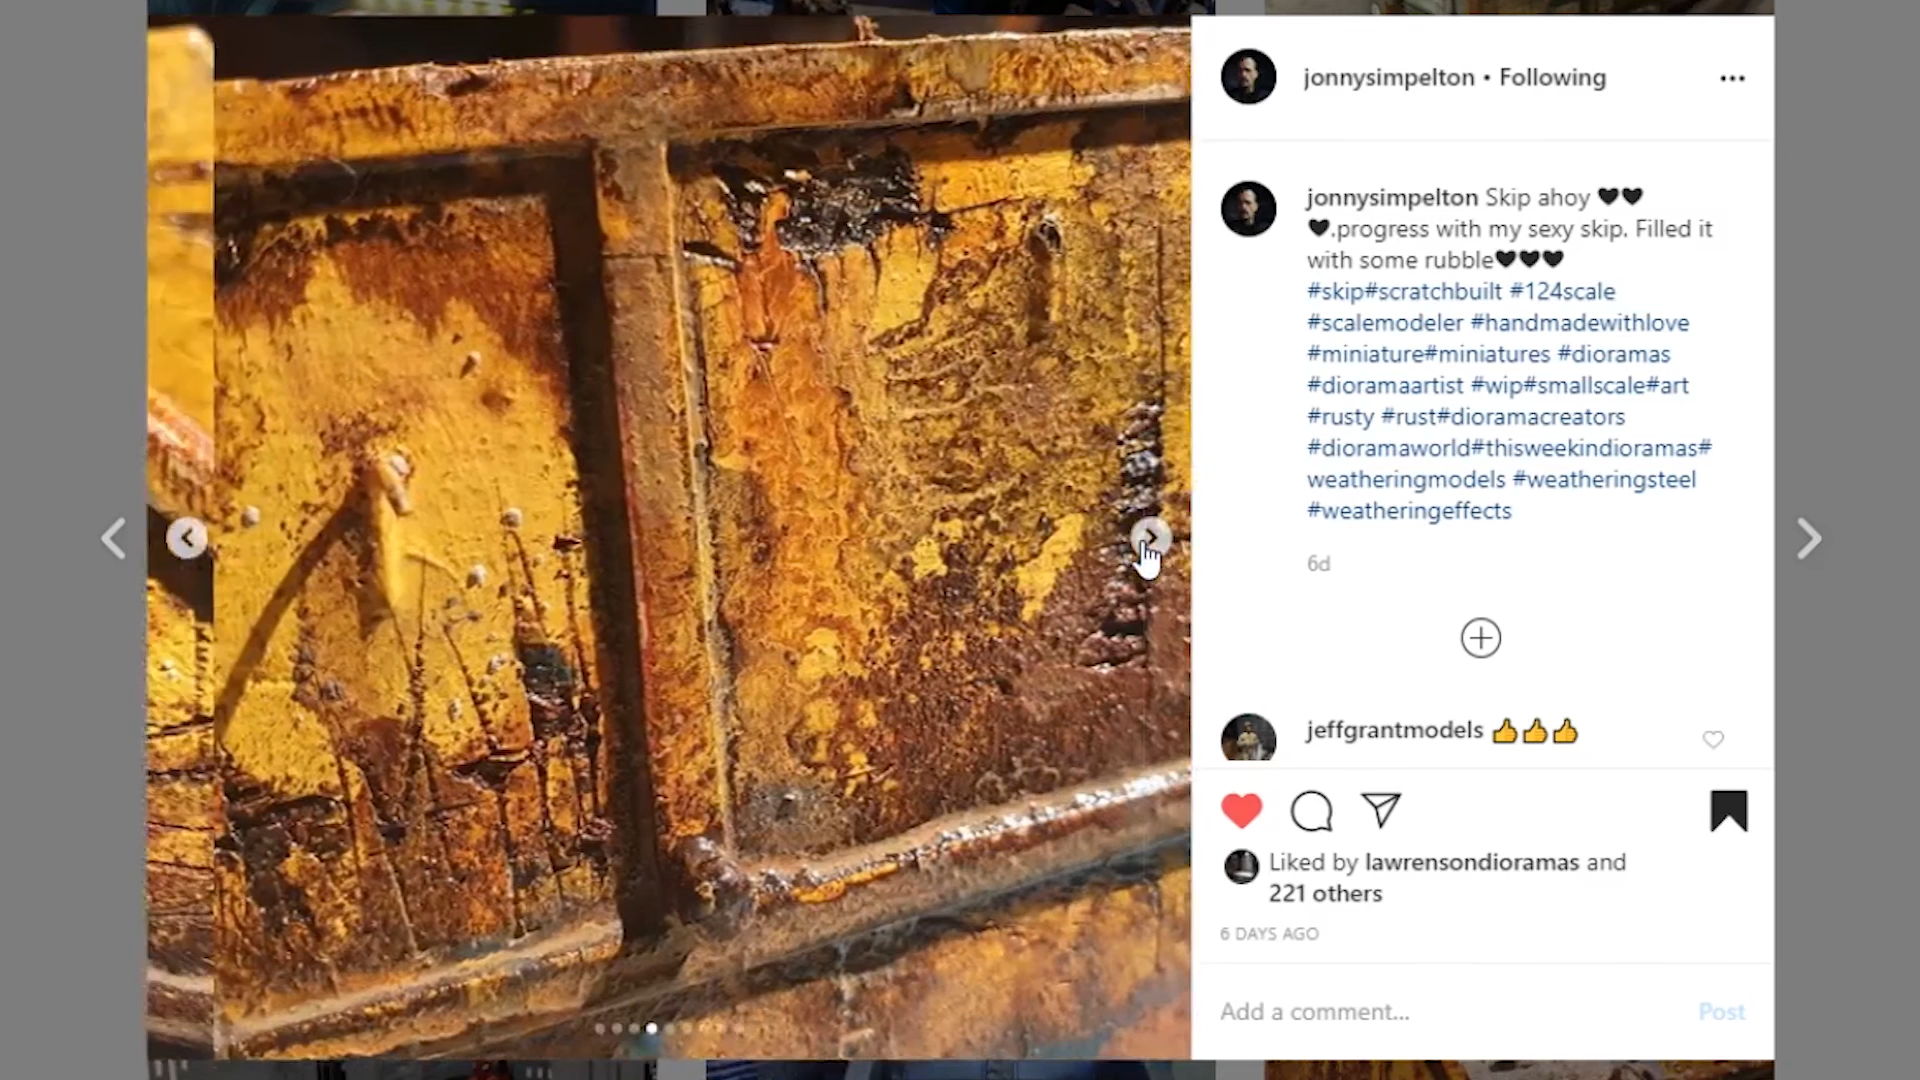 jonnysimpelton • Following
jonnysimpelton Skip ahoy 🖤🖤
🖤.progress with my sexy skip. Filled it
with some rubble🖤🖤🖤
#skip#scratchbuilt #124scale
#scalemodeler #handmadewithlove
#miniature#miniatures #dioramas
#dioramaartist #wip#smallscale#art
#rusty #rust#dioramacreators
#dioramaworld#thisweekindioramas#
weatheringmodels #weatheringsteel
#weatheringeffects
6d
jeffgrantmodels 👍👍👍
Liked by lawrensondioramas and
221 others
6 DAYS AGO
Add a comment...
Post